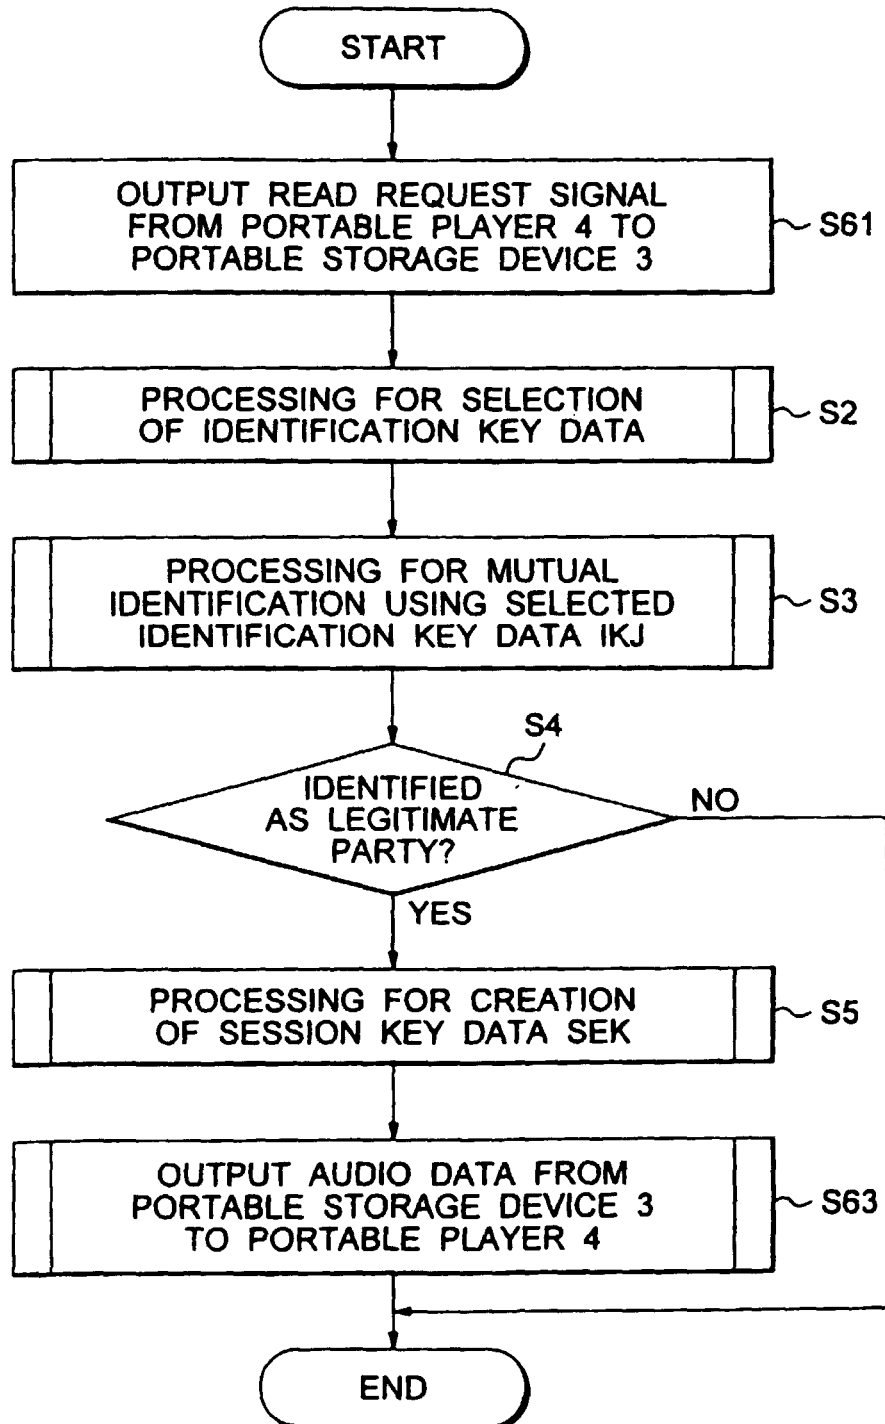 START
OUTPUT READ REQUEST SIGNAL
FROM PORTABLE PLAYER 4 TO
PORTABLE STORAGE DEVICE 3
S61
PROCESSING FOR SELECTION
OF IDENTIFICATION KEY DATA
S2
PROCESSING FOR MUTUAL
IDENTIFICATION USING SELECTED
IDENTIFICATION KEY DATA IKJ
S3
S4
IDENTIFIED
AS LEGITIMATE
PARTY?
NO
YES
PROCESSING FOR CREATION
OF SESSION KEY DATA SEK
S5
OUTPUT AUDIO DATA FROM
PORTABLE STORAGE DEVICE 3
TO PORTABLE PLAYER 4
S63
END